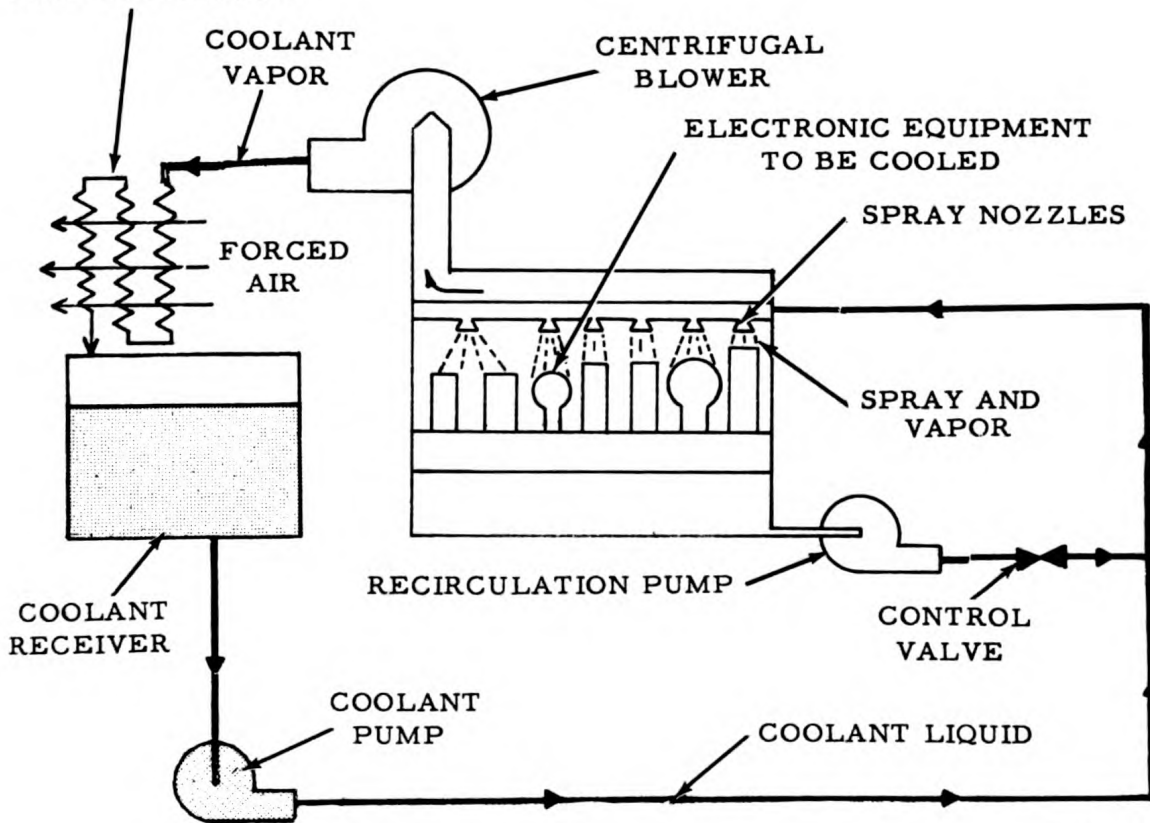 COOLANT
VAPOR
CENTRIFUGAL
BLOWER
ELECTRONIC EQUIPMENT
TO BE COOLED
SPRAY NOZZLES
FORCED
AIR
SPRAY AND
VAPOR
RECIRCULATION PUMP
CONTROL
VALVE
COOLANT
RECEIVER
COOLANT
PUMP
COOLANT LIQUID